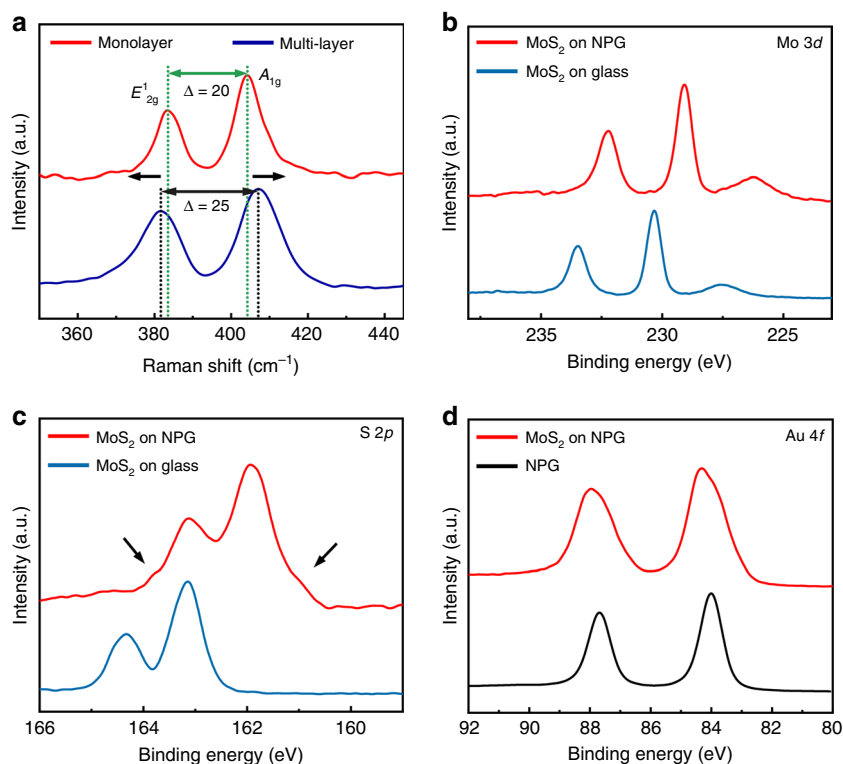 a
Monolayer
Multi-layer
E¹₂g
A₁g
Δ = 20
Δ = 25
Intensity (a.u.)
350 360 380 400 420 440
Raman shift (cm⁻¹)
b
MoS₂ on NPG
MoS₂ on glass
Mo 3d
Intensity (a.u.)
235 230 225
Binding energy (eV)
c
MoS₂ on NPG
MoS₂ on glass
S 2p
Intensity (a.u.)
166 164 162 160
Binding energy (eV)
d
MoS₂ on NPG
NPG
Au 4f
Intensity (a.u.)
92 90 88 86 84 82 80
Binding energy (eV)